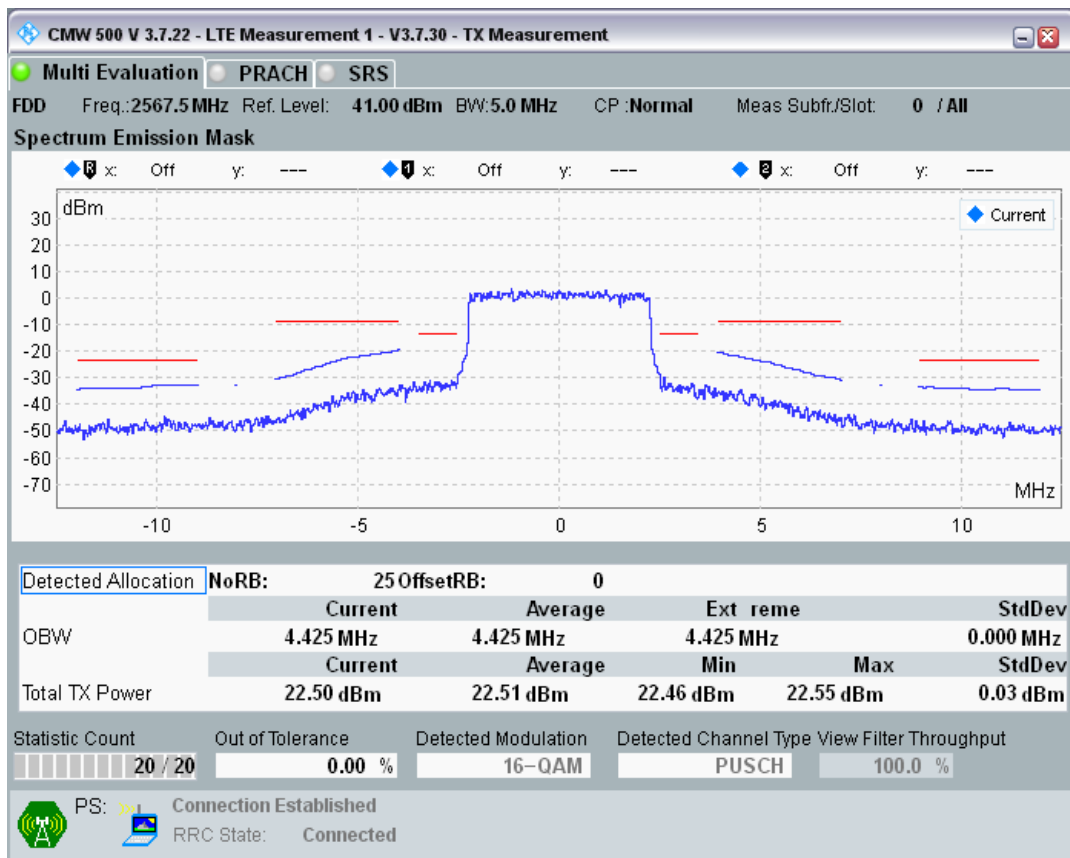 CMW 500 V 3.7.22 - LTE Measurement 1 - V3.7.30 - TX Measurement
Multi Evaluation PRACH SRS
FDD Freq.:2567.5 MHz Ref. Level: 41.00 dBm BW:5.0 MHz CP :Normal Meas Subfr./Slot: 0 / All
Spectrum Emission Mask
R x: Off y: --- 1 x: Off y: --- 2 x: Off y: ---
dBm
Current
30
20
10
0
-10
-20
-30
-40
-50
-60
-70
MHz
-10 -5 0 5 10
Detected Allocation NoRB: 25 OffsetRB: 0
Current Average Ext reme StdDev
OBW 4.425 MHz 4.425 MHz 4.425 MHz 0.000 MHz
Current Average Min Max StdDev
Total TX Power 22.50 dBm 22.51 dBm 22.46 dBm 22.55 dBm 0.03 dBm
Statistic Count Out of Tolerance Detected Modulation Detected Channel Type View Filter Throughput
20 / 20 0.00 % 16-QAM PUSCH 100.0 %
PS: Connection Established
RRC State: Connected